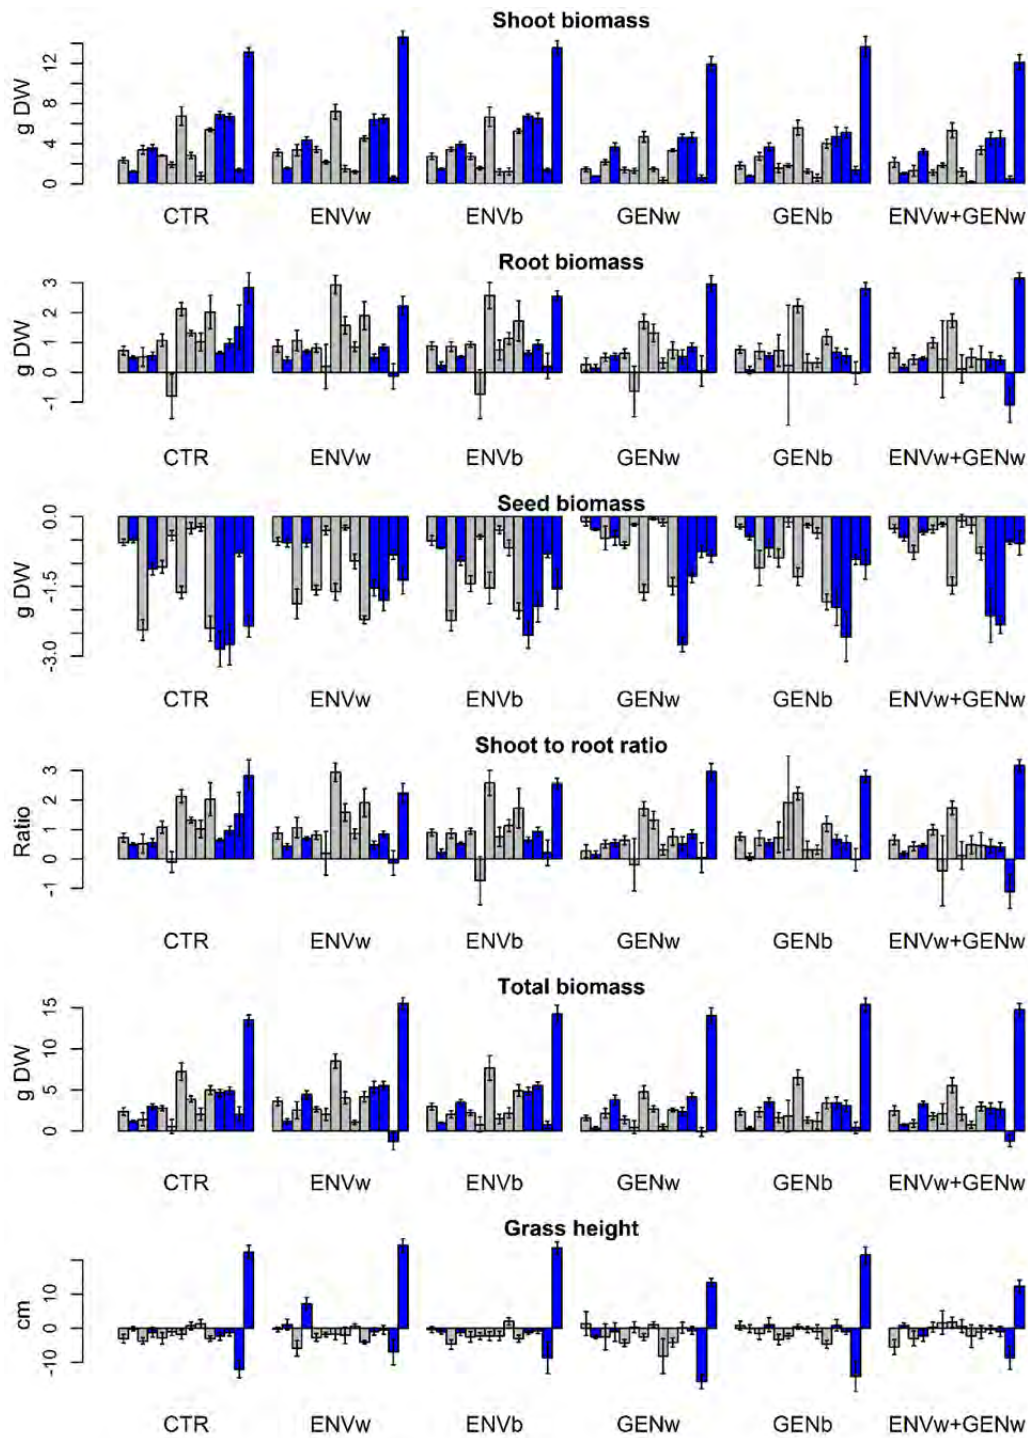 Shoot biomass
12
8
4
0
g DW
CTR ENVw ENVb GENw GENb ENVw+GENw
Root biomass
3
2
1
0
-1
g DW
CTR ENVw ENVb GENw GENb ENVw+GENw
Seed biomass
0.0
-1.5
-3.0
g DW
CTR ENVw ENVb GENw GENb ENVw+GENw
Shoot to root ratio
3
2
1
0
-1
Ratio
CTR ENVw ENVb GENw GENb ENVw+GENw
Total biomass
15
10
5
0
g DW
CTR ENVw ENVb GENw GENb ENVw+GENw
Grass height
10
0
-10
cm
CTR ENVw ENVb GENw GENb ENVw+GENw